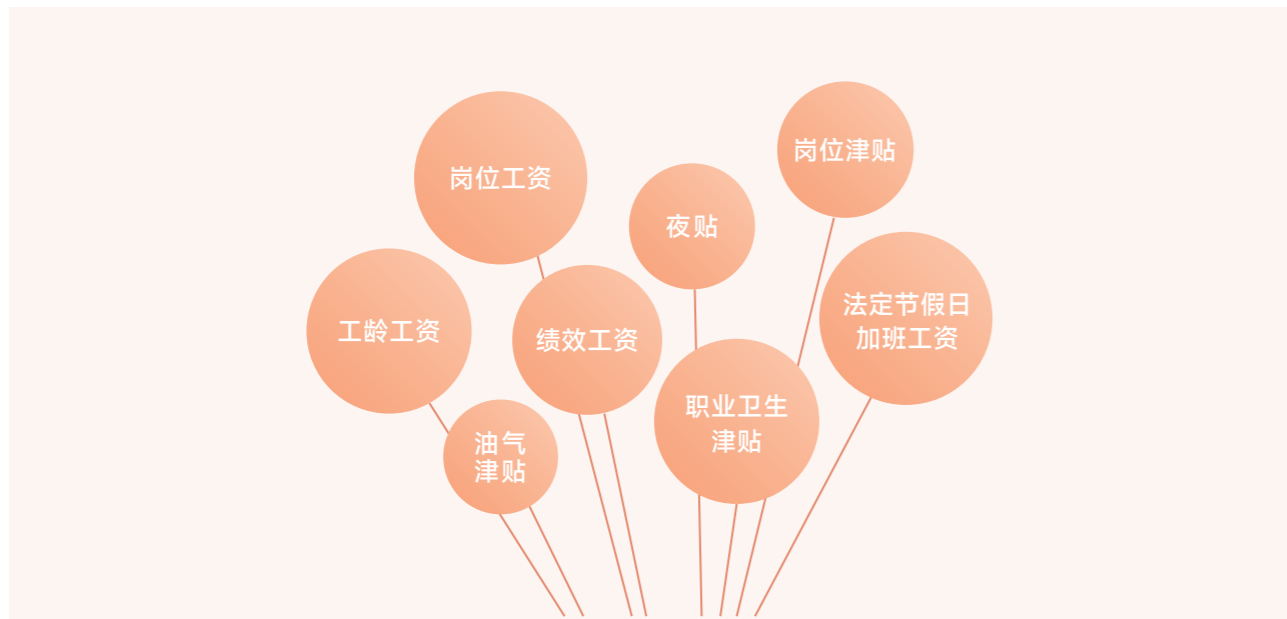 岗位津贴
岗位工资
夜贴
法定节假日
加班工资
工龄工资
绩效工资
职业卫生
津贴
油气
津贴